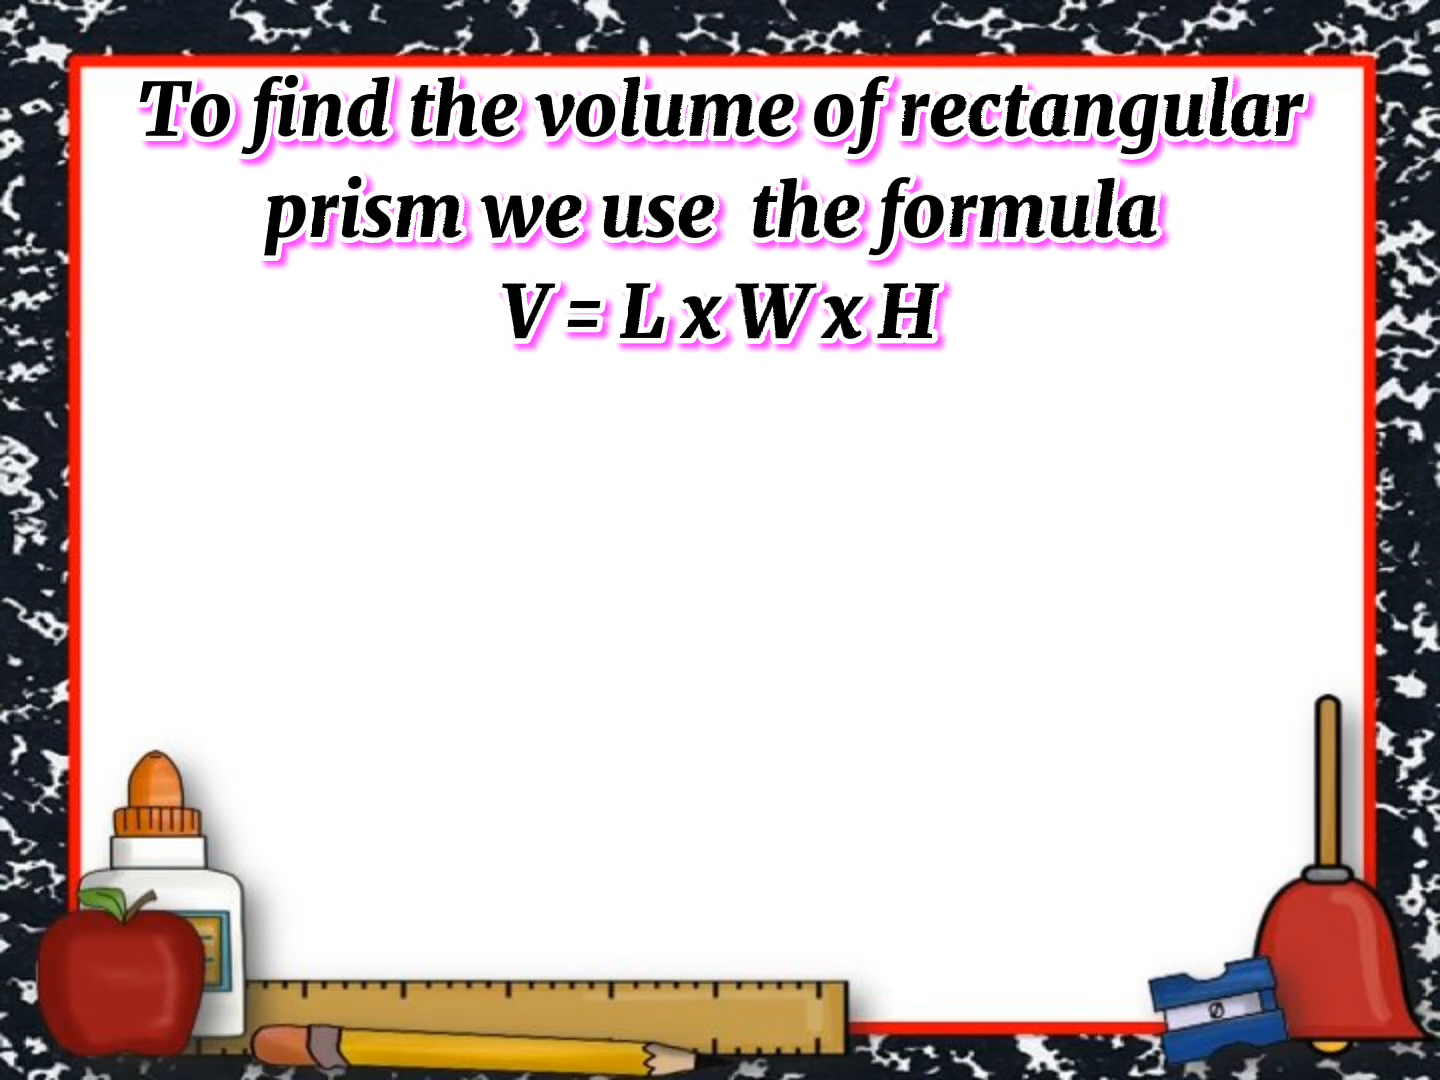 To find the volume of rectangular
prism we use the formula
V = L x W x H